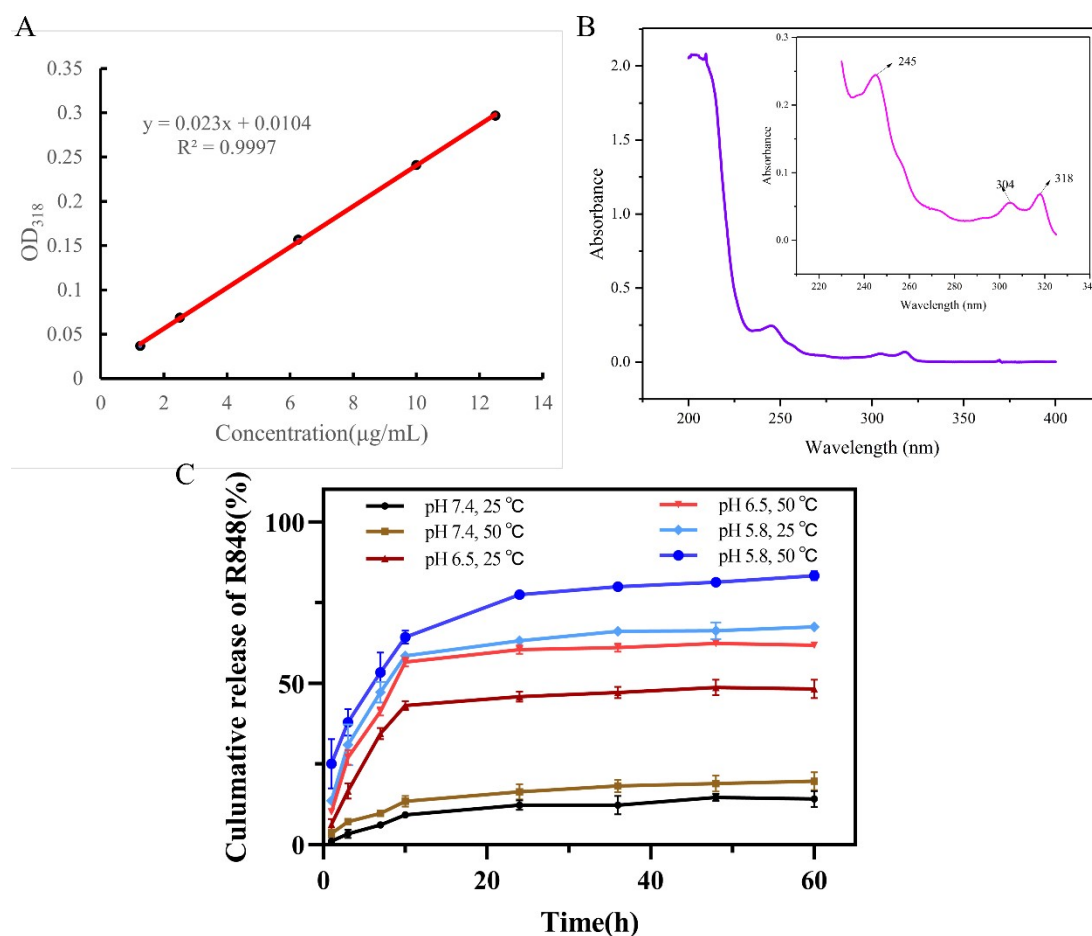 A
0.35
0.3
0.25
0.2
0.15
0.1
0.05
0
y = 0.023x + 0.0104
R² = 0.9997
OD₃₁₈
0 2 4 6 8 10 12 14
Concentration(μg/mL)
B
2.0
1.5
1.0
0.5
0.0
Absorbance
200 250 300 350 400
Wavelength (nm)
0.3
0.2
0.1
0.0
Absorbance
245
304
318
220 240 260 280 300 320 34
Wavelength (nm)
C
Culumative release of R848(%)
100
50
0
pH 7.4, 25 °C
pH 7.4, 50 °C
pH 6.5, 25 °C
pH 6.5, 50 °C
pH 5.8, 25 °C
pH 5.8, 50 °C
0 20 40 60
Time(h)